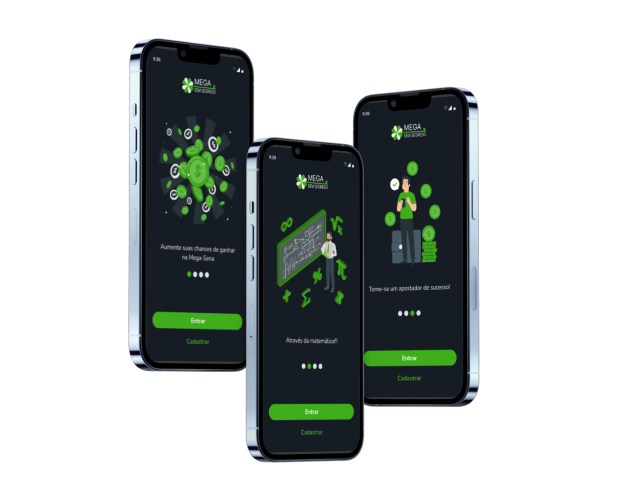 9:30
MEGA
SEM SEGREDO
Aumente suas chances de ganhar
na Mega-Sena
Entrar
Cadastrar
9:30
MEGA
SEM SEGREDO
Através da matemática!!
Entrar
Cadastrar
9:30
MEGA
SEM SEGREDO
Torne-se um apostador de sucesso!
Entrar
Cadastrar